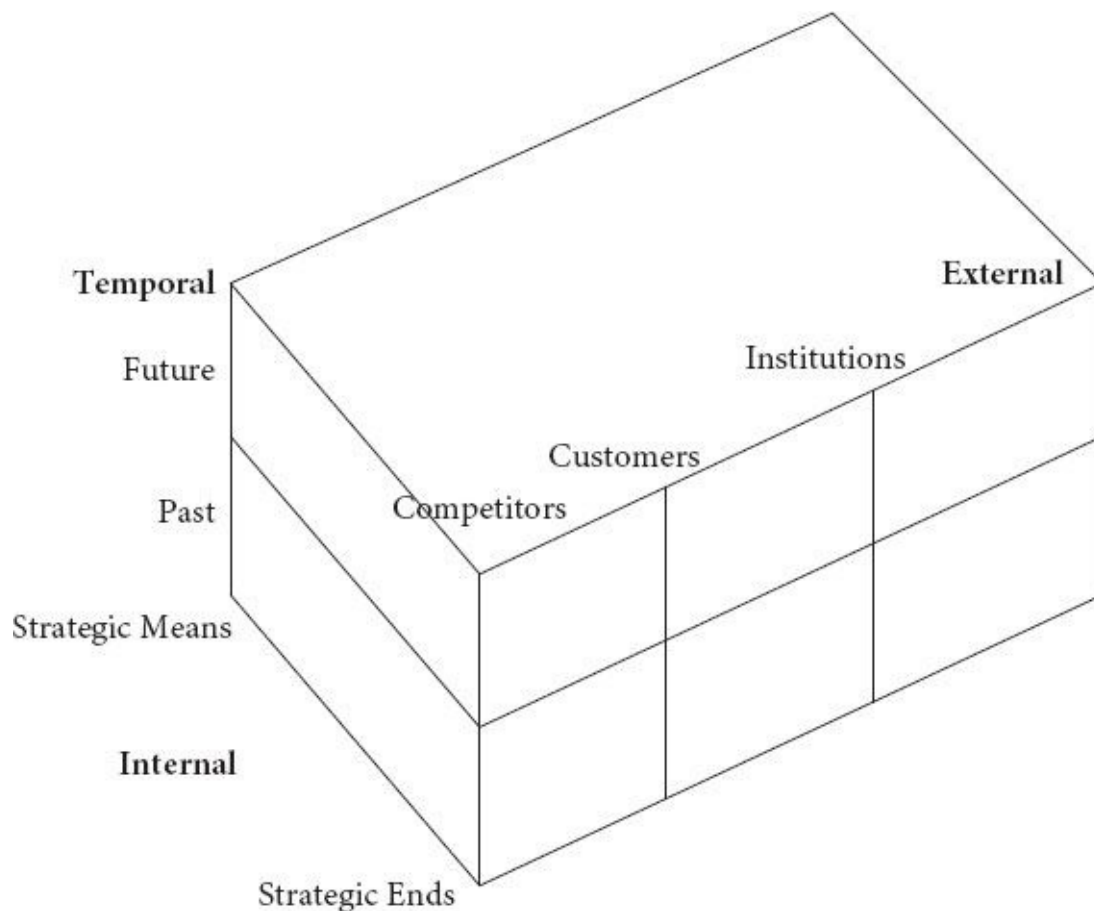 Temporal
External
Future
Institutions
Customers
Competitors
Past
Strategic Means
Internal
Strategic Ends